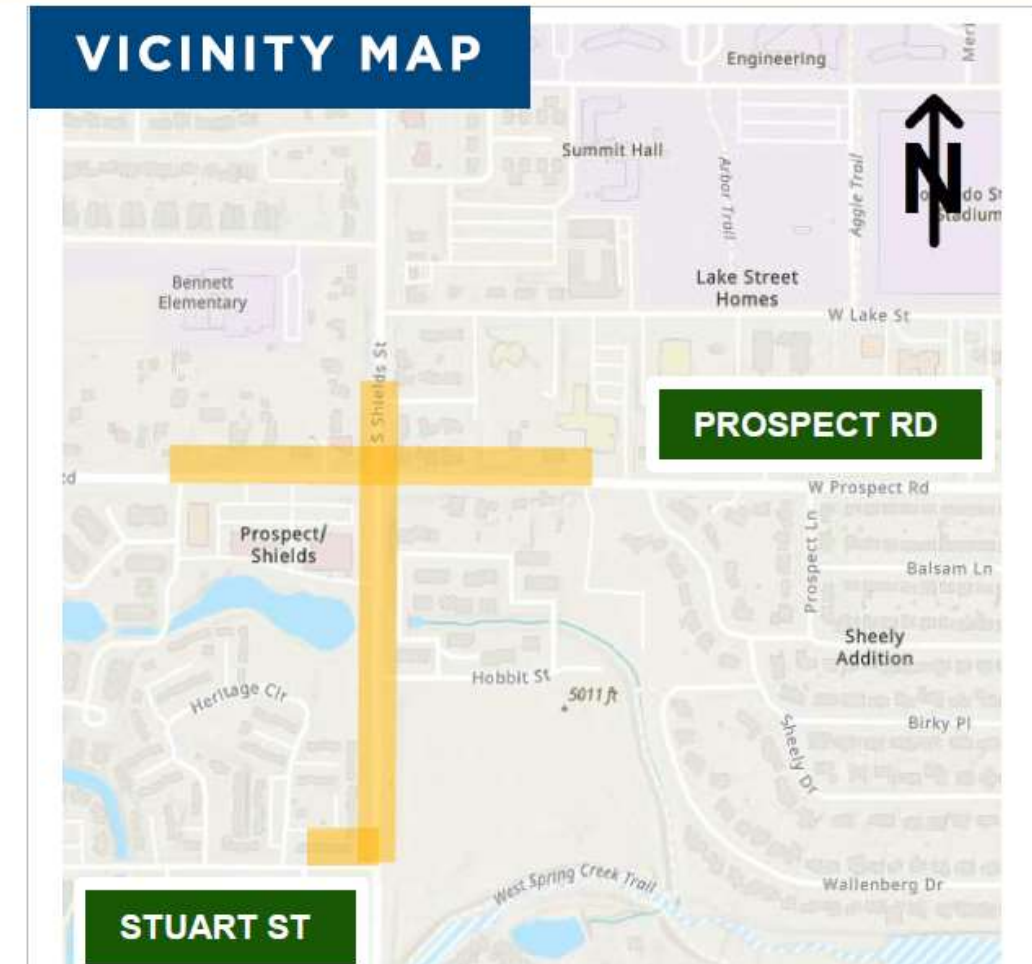 VICINITY MAP
Engineering
Summit Hall
Arbor Trail
Aggie Trail
N
Stadium
Bennett
Elementary
Lake Street
Homes
W Lake St
S Shields St
PROSPECT RD
W Prospect Rd
Prospect/
Shields
Prospect Ln
Balsam Ln
Sheely
Addition
Hobbit St
5011 ft
Heritage Cir
Birky Pl
Sheely Dr
West Spring Creek Trail
Wallenberg Dr
STUART ST